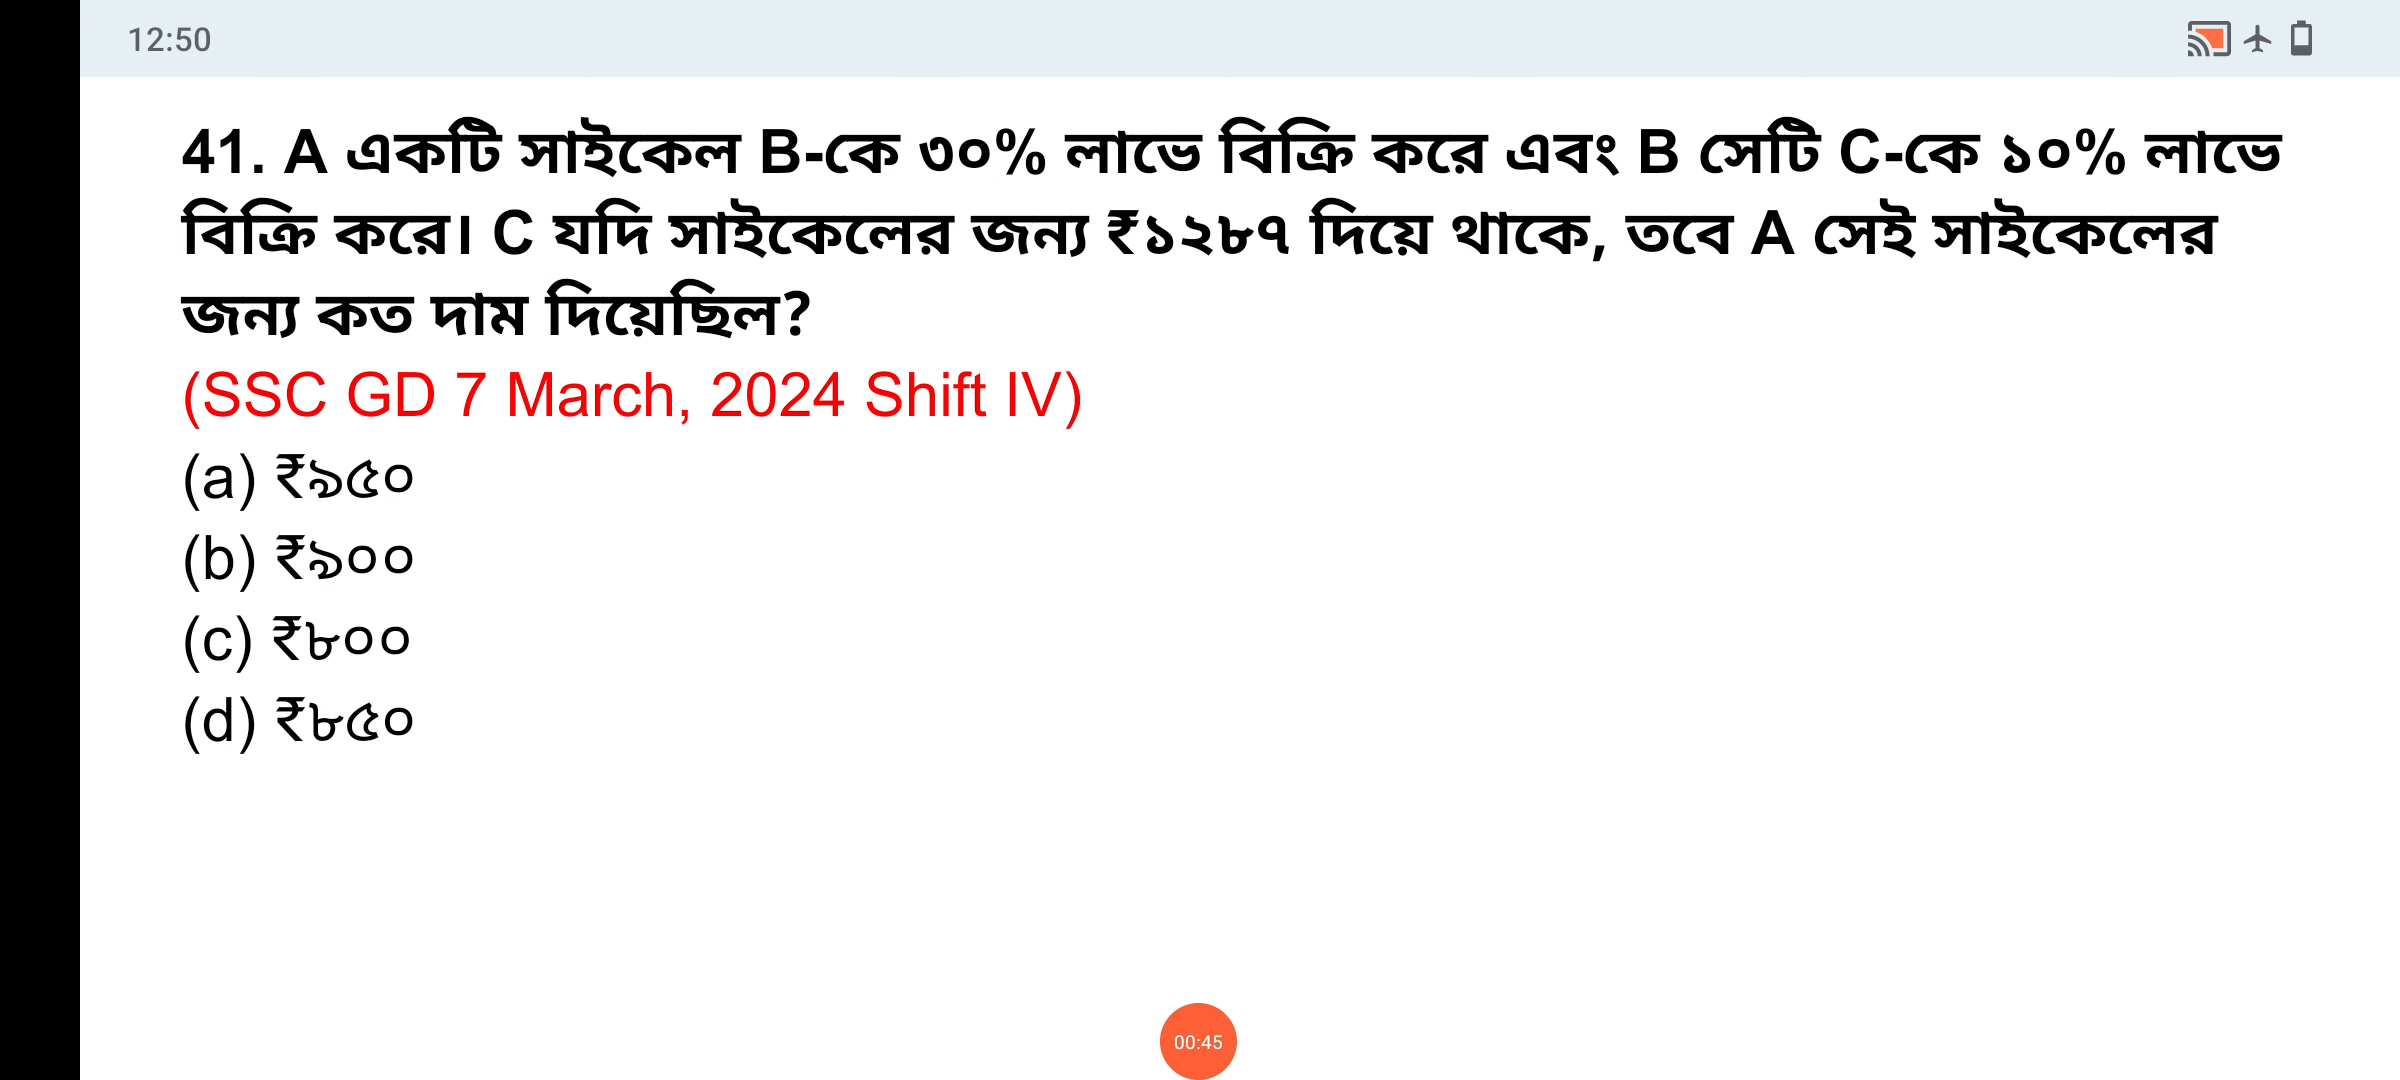 12:50
41. A একটি সাইকেল B-কে ৩০% লাভে বিক্রি করে এবং B সেটি C-কে ১০% লাভে
বিক্রি করে। C যদি সাইকেলের জন্য ₹১২৮৭ দিয়ে থাকে, তবে A সেই সাইকেলের
জন্য কত দাম দিয়েছিল?
(SSC GD 7 March, 2024 Shift IV)
(a) ₹৯৫০
(b) ₹৯০০
(c) ₹৮০০
(d) ₹৮৫০
00:45